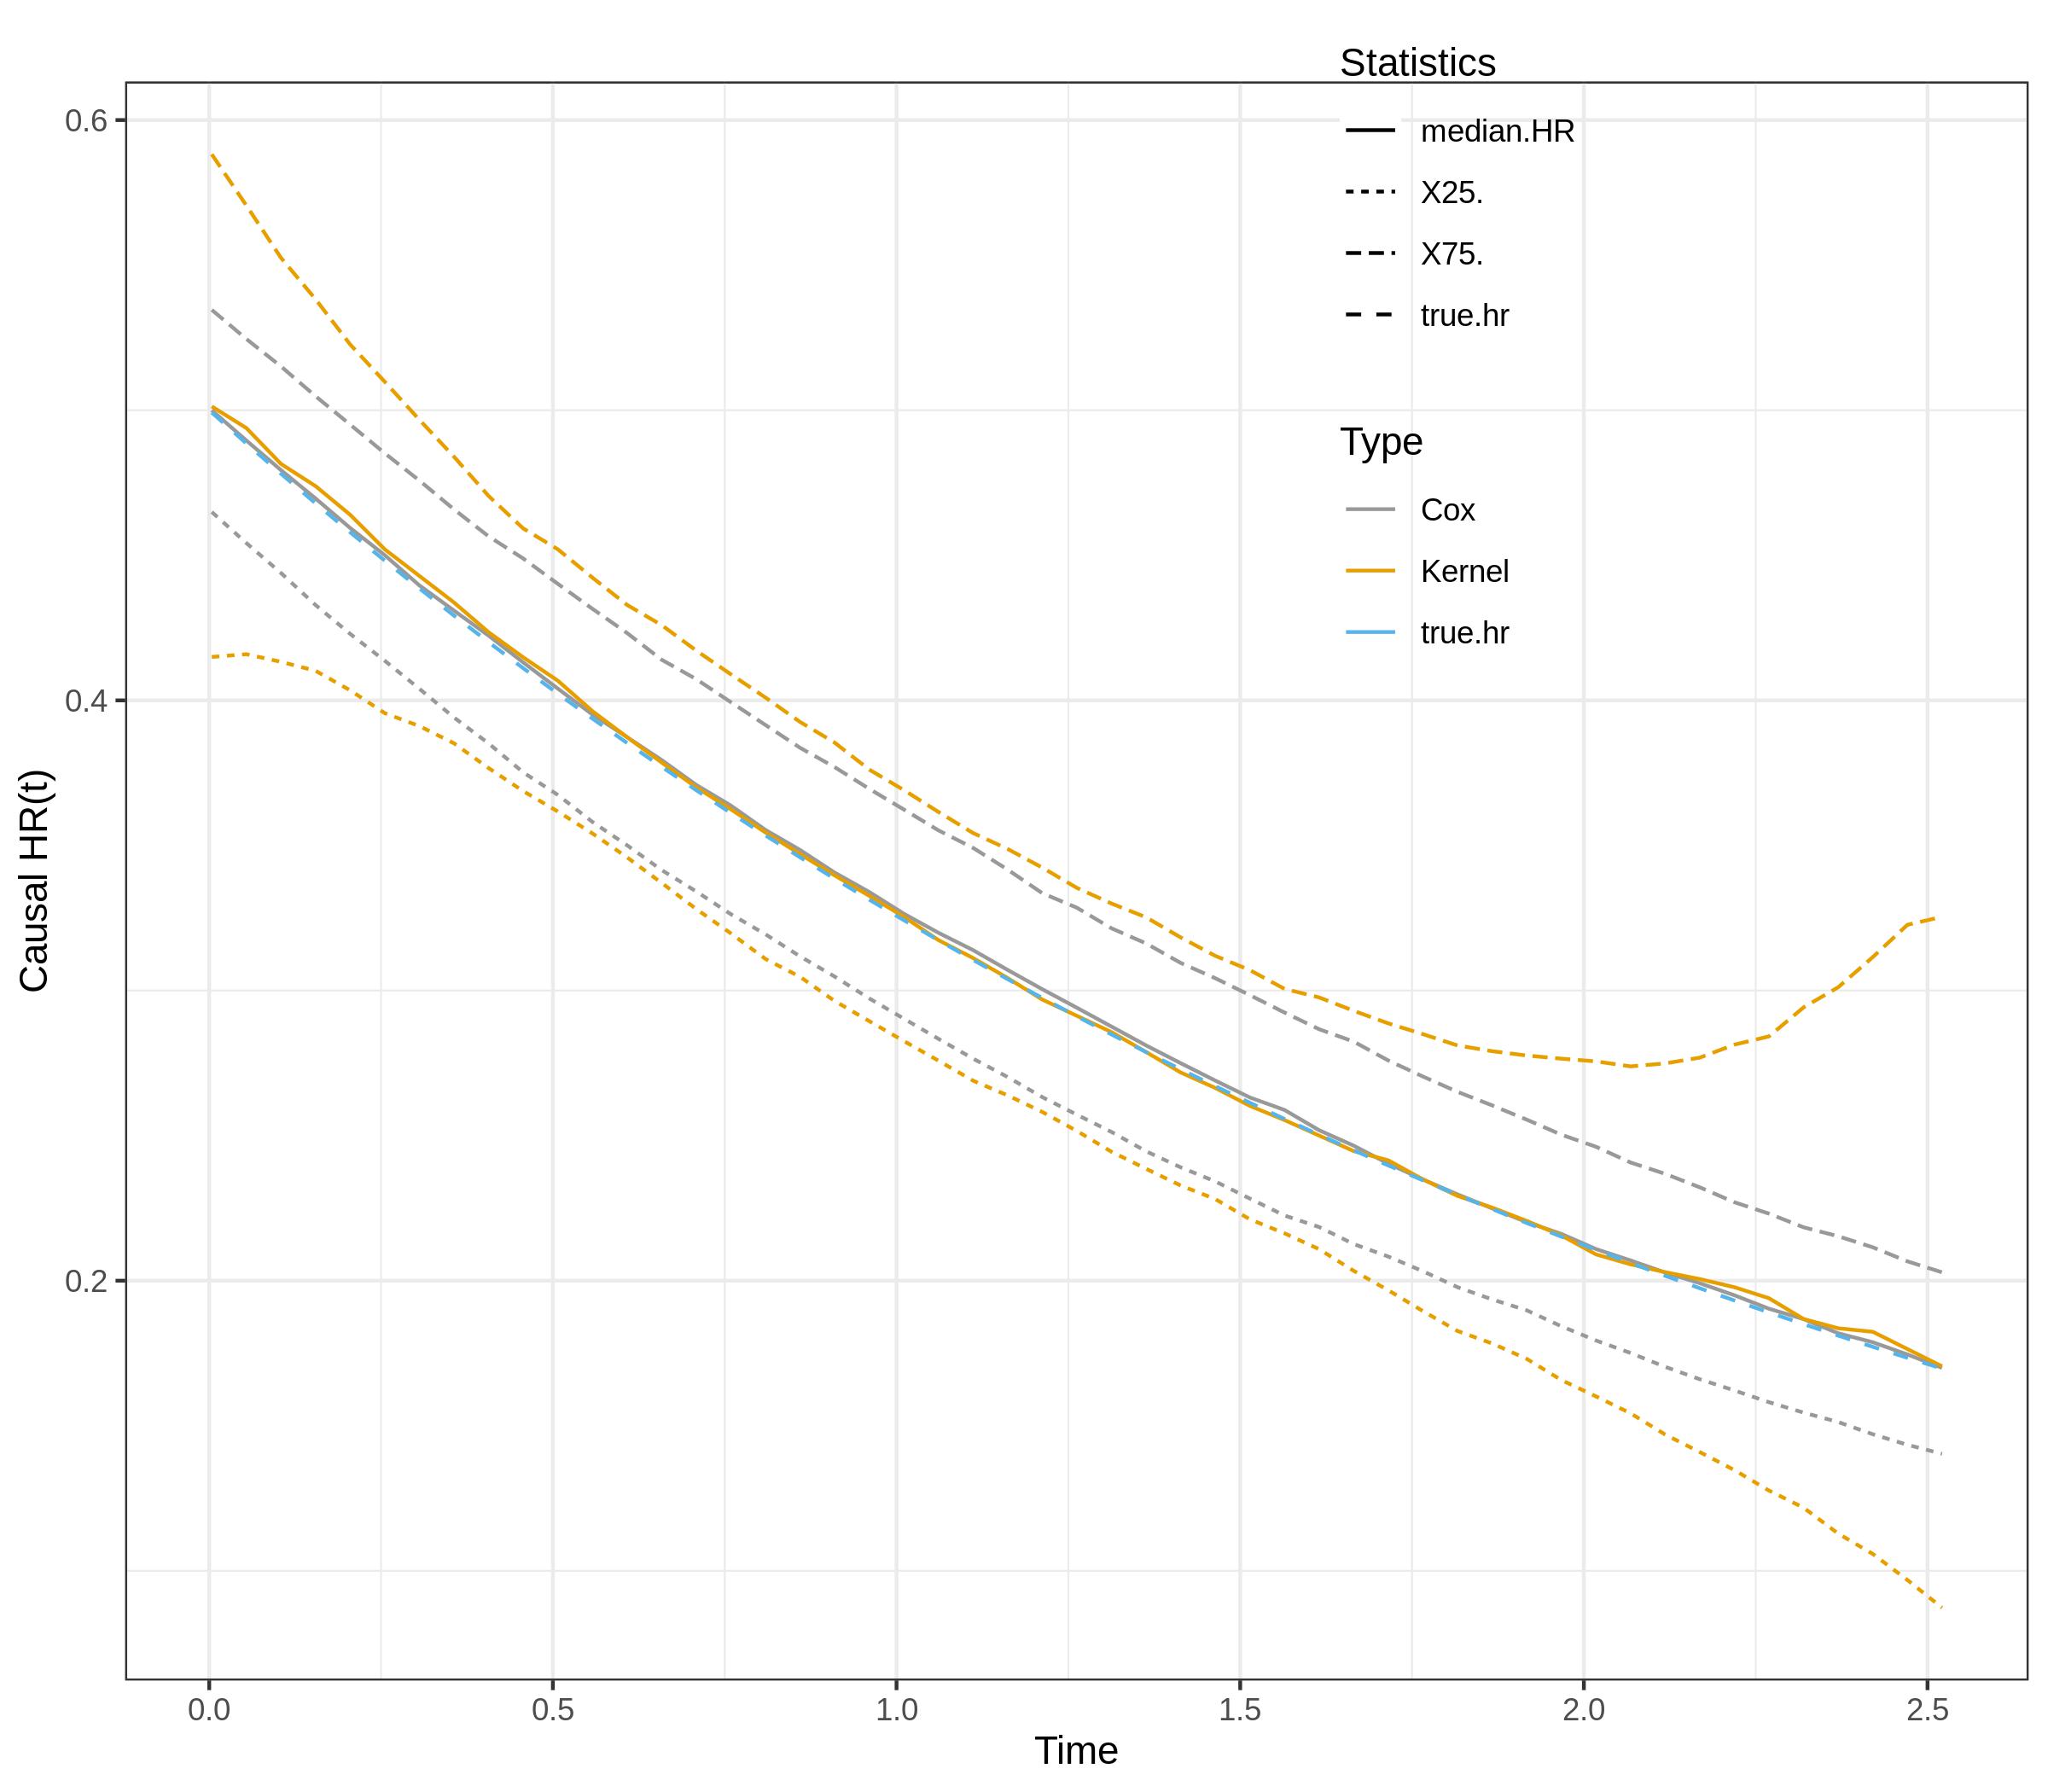 Statistics
median.HR
X25.
X75.
true.hr
Type
Cox
Kernel
true.hr
Causal HR(t)
0.6
0.4
0.2
0.0 0.5 1.0 1.5 2.0 2.5
Time